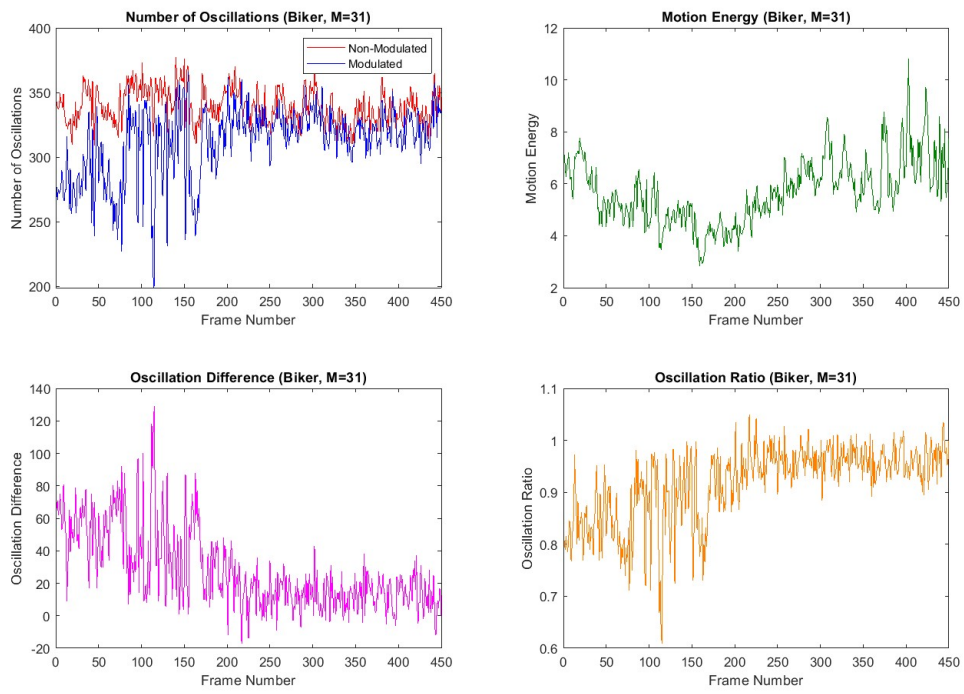 Number of Oscillations (Biker, M=31)
400
350
300
250
200
Number of Oscillations
Non-Modulated
Modulated
0 50 100 150 200 250 300 350 400 450
Frame Number
Motion Energy (Biker, M=31)
12
10
8
6
4
2
Motion Energy
0 50 100 150 200 250 300 350 400 450
Frame Number
Oscillation Difference (Biker, M=31)
140
120
100
80
60
40
20
0
-20
Oscillation Difference
0 50 100 150 200 250 300 350 400 450
Frame Number
Oscillation Ratio (Biker, M=31)
1.1
1
0.9
0.8
0.7
0.6
Oscillation Ratio
0 50 100 150 200 250 300 350 400 450
Frame Number